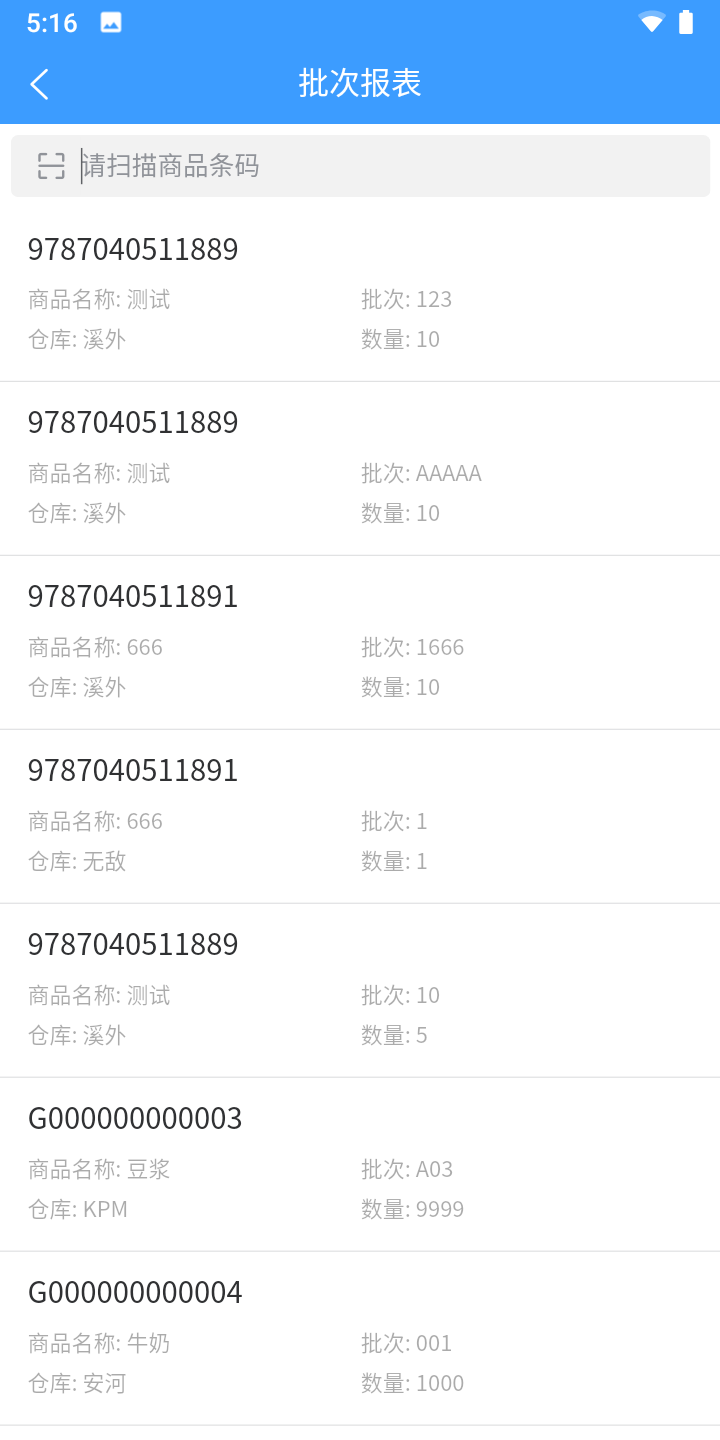 5:16
批次报表
请扫描商品条码
9787040511889
商品名称: 测试 批次: 123
仓库: 溪外 数量: 10
9787040511889
商品名称: 测试 批次: AAAAA
仓库: 溪外 数量: 10
9787040511891
商品名称: 666 批次: 1666
仓库: 溪外 数量: 10
9787040511891
商品名称: 666 批次: 1
仓库: 无敌 数量: 1
9787040511889
商品名称: 测试 批次: 10
仓库: 溪外 数量: 5
G000000000003
商品名称: 豆浆 批次: A03
仓库: KPM 数量: 9999
G000000000004
商品名称: 牛奶 批次: 001
仓库: 安河 数量: 1000